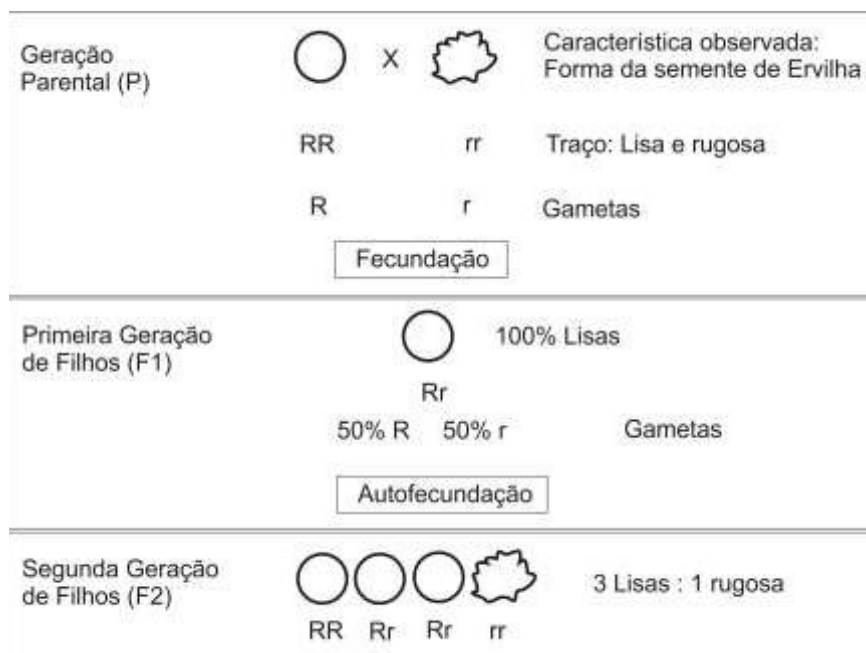 Geração
Parental (P)
X
Característica observada:
Forma da semente de Ervilha
RR rr Traço: Lisa e rugosa
R r Gametas
Fecundação
Primeira Geração
de Filhos (F1)
100% Lisas
Rr
50% R 50% r Gametas
Autofecundação
Segunda Geração
de Filhos (F2)
3 Lisas : 1 rugosa
RR Rr Rr rr